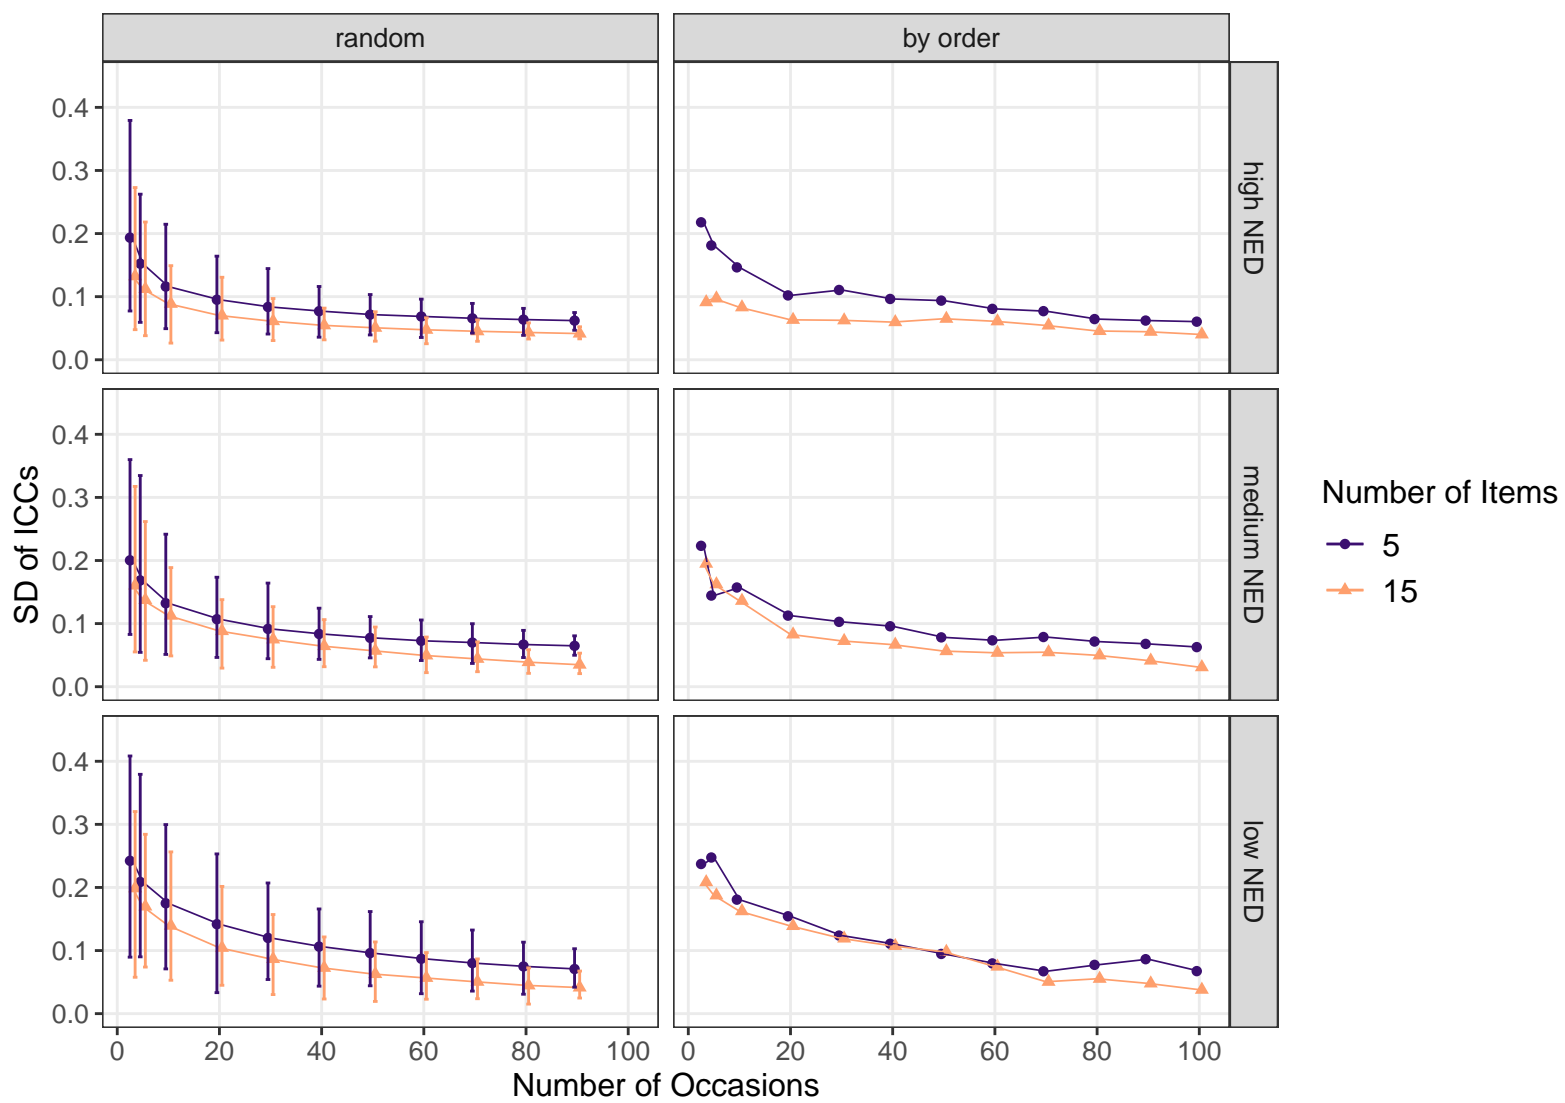 random
by order
0.4
0.3
0.2
0.1
0.0
high NED
0.4
0.3
0.2
0.1
0.0
medium NED
0.4
0.3
0.2
0.1
0.0
low NED
SD of ICCs
0 20 40 60 80 100
0 20 40 60 80 100
Number of Occasions
Number of Items
5
15